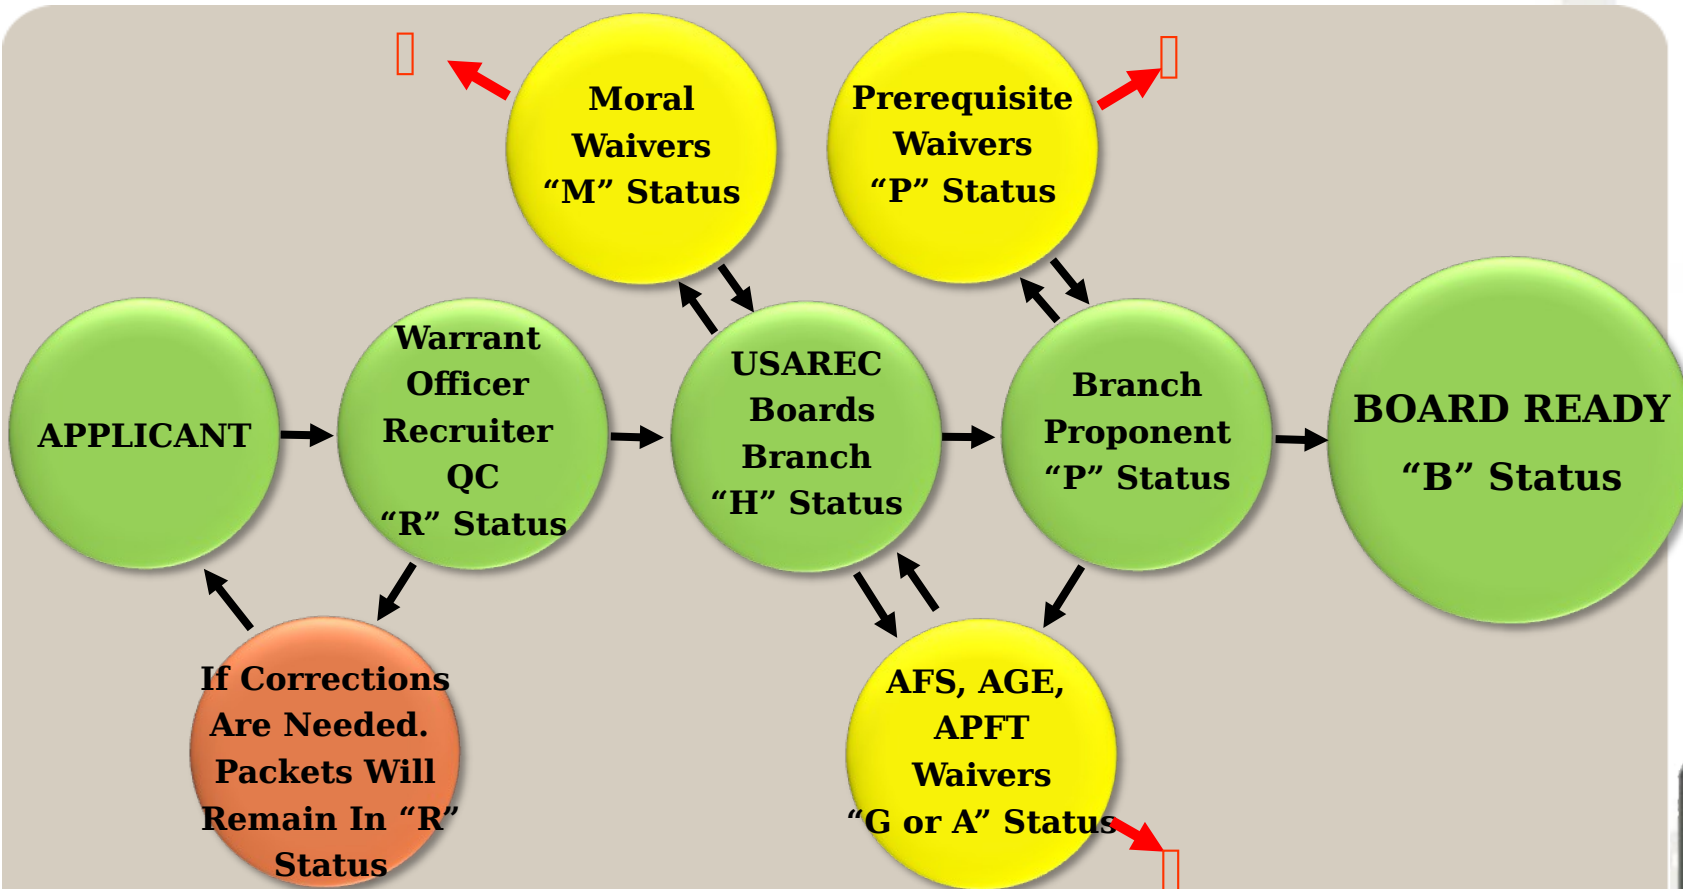 Moral
Waivers
“M” Status
Prerequisite
Waivers
“P” Status
APPLICANT
Warrant
Officer
Recruiter
QC
“R” Status
USAREC
Boards
Branch
“H” Status
Branch
Proponent
“P” Status
BOARD READY
“B” Status
If Corrections
Are Needed.
Packets Will
Remain In “R”
Status
AFS, AGE,
APFT
Waivers
“G or A” Status